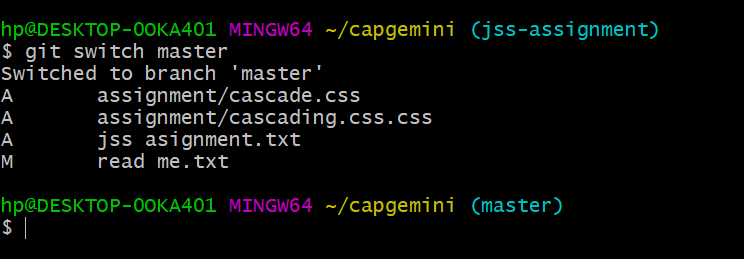 hp@DESKTOP-OOKA401 MINGW64 ~/capgemini (jss-assignment)
$ git switch master
Switched to branch 'master'
A       assignment/cascade.css
A       assignment/cascading.css.css
A       jss asignment.txt
M       read me.txt
hp@DESKTOP-OOKA401 MINGW64 ~/capgemini (master)
$